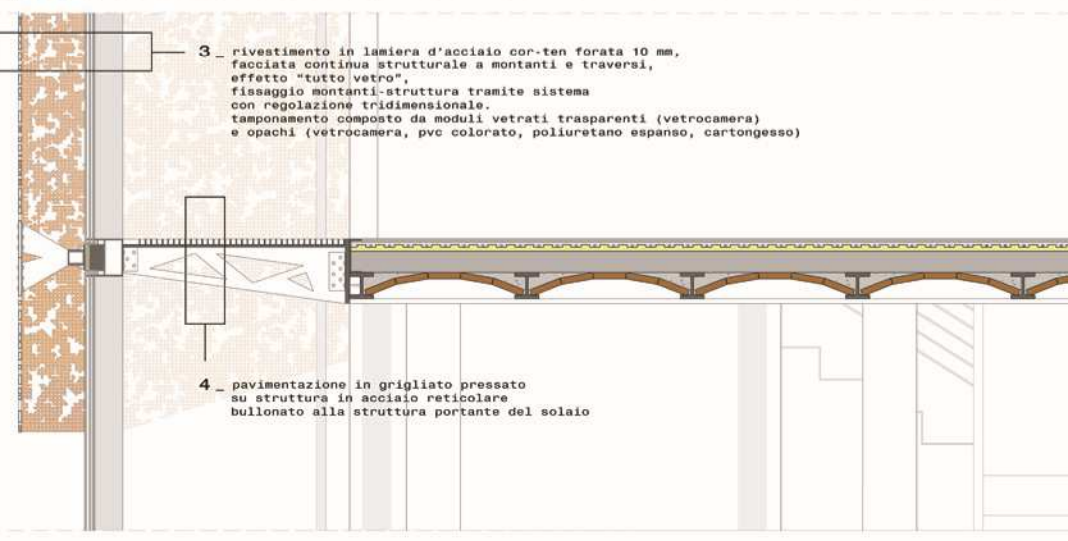 3 _ rivestimento in lamiera d'acciaio cor-ten forata 10 mm,
facciata continua strutturale a montanti e traversi,
effetto "tutto vetro",
fissaggio montanti-struttura tramite sistema
con regolazione tridimensionale.
tamponamento composto da moduli vetrati trasparenti (vetrocamera)
e opachi (vetrocamera, pvc colorato, poliuretano espanso, cartongesso)
4 _ pavimentazione in grigliato pressato
su struttura in acciaio reticolare
bullonato alla struttura portante del solaio